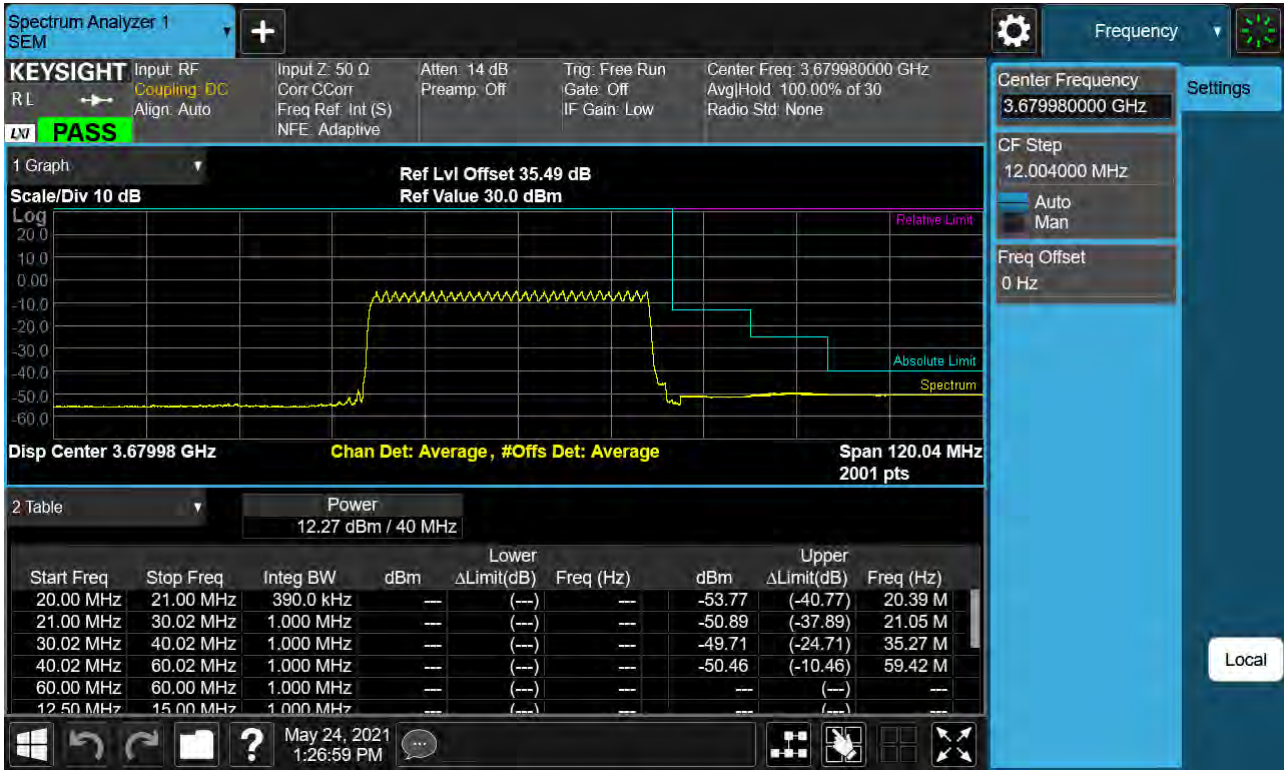 Spectrum Analyzer 1
SEM
+
Frequency
KEYSIGHT
RL
LXI PASS
Input: RF
Coupling: DC
Align: Auto
Input Z: 50 Ω
Corr CCorr
Freq Ref: Int (S)
NFE: Adaptive
Atten: 14 dB
Preamp: Off
Trig: Free Run
Gate: Off
IF Gain: Low
Center Freq: 3.679980000 GHz
Avg|Hold: 100.00% of 30
Radio Std: None
Center Frequency
3.679980000 GHz
Settings
CF Step
12.004000 MHz
Auto
Man
Freq Offset
0 Hz
Local
1 Graph
Scale/Div 10 dB
Ref Lvl Offset 35.49 dB
Ref Value 30.0 dBm
Log
20.0
10.0
0.00
-10.0
-20.0
-30.0
-40.0
-50.0
-60.0
Relative Limit
Absolute Limit
Spectrum
Disp Center 3.67998 GHz
Chan Det: Average, #Offs Det: Average
Span 120.04 MHz
2001 pts
2 Table
Power
12.27 dBm / 40 MHz
Lower Upper
Start Freq Stop Freq Integ BW dBm ΔLimit(dB) Freq (Hz) dBm ΔLimit(dB) Freq (Hz)
20.00 MHz 21.00 MHz 390.0 kHz --- (---) --- -53.77 (-40.77) 20.39 M
21.00 MHz 30.02 MHz 1.000 MHz --- (---) --- -50.89 (-37.89) 21.05 M
30.02 MHz 40.02 MHz 1.000 MHz --- (---) --- -49.71 (-24.71) 35.27 M
40.02 MHz 60.02 MHz 1.000 MHz --- (---) --- -50.46 (-10.46) 59.42 M
60.00 MHz 60.00 MHz 1.000 MHz --- (---) --- --- (---) ---
12.50 MHz 15.00 MHz 1.000 MHz --- (---) --- --- (---) ---
?
May 24, 2021
1:26:59 PM